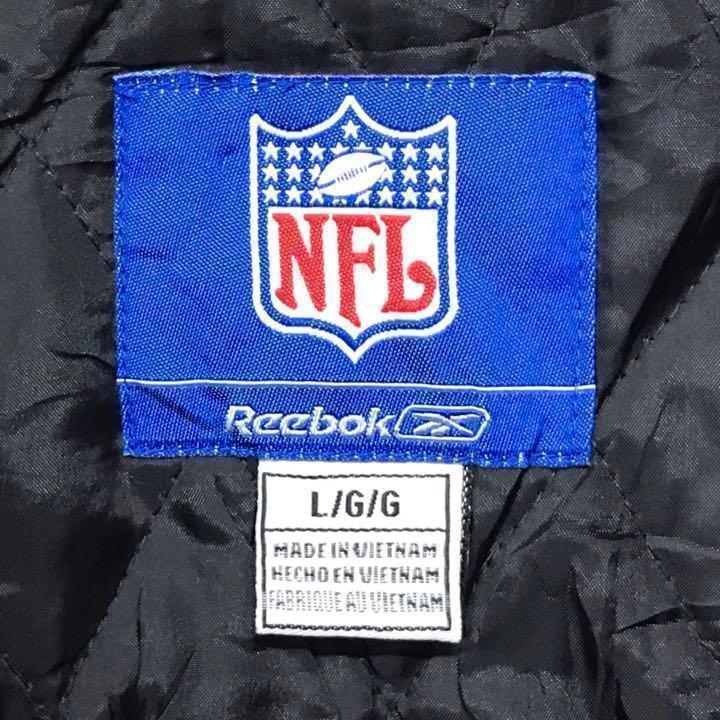 NFL
Reebok
L/G/G
MADE IN VIETNAM
HECHO EN VIETNAM
FABRIQUE AU VIETNAM